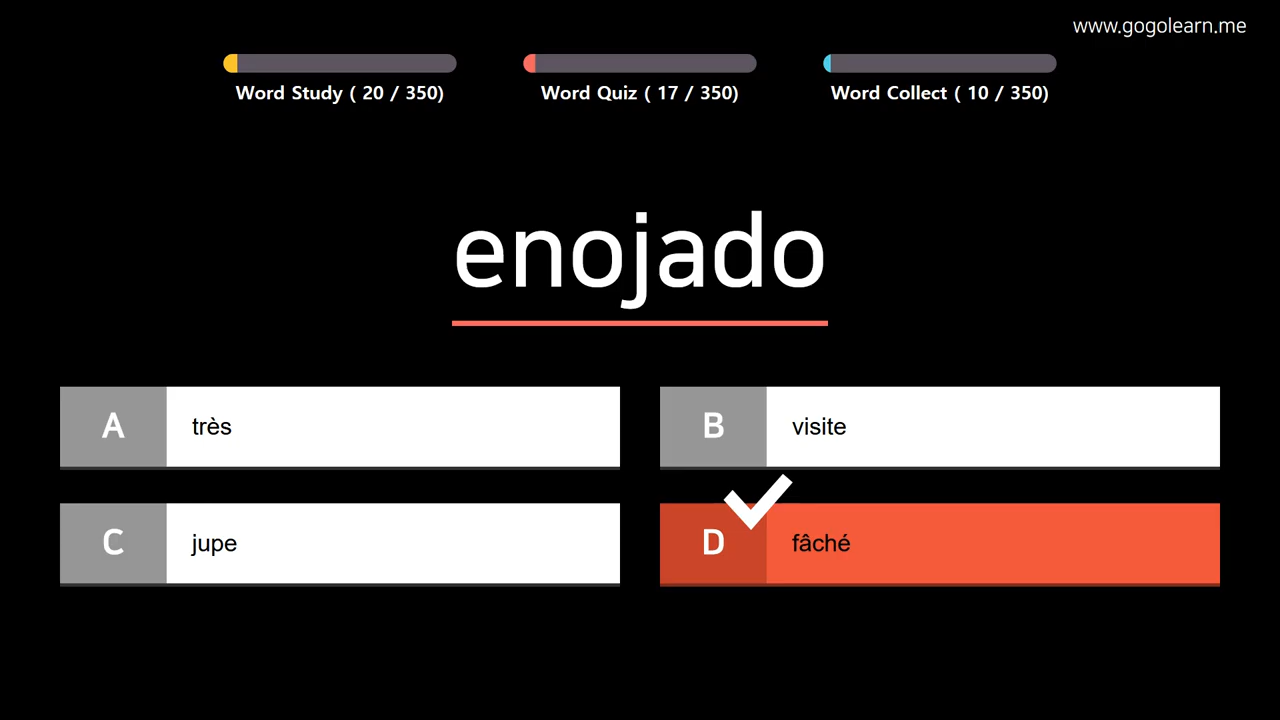 www.gogolearn.me
Word Study ( 20 / 350)
Word Quiz ( 17 / 350)
Word Collect ( 10 / 350)
enojado
A très
B visite
C jupe
D fâché